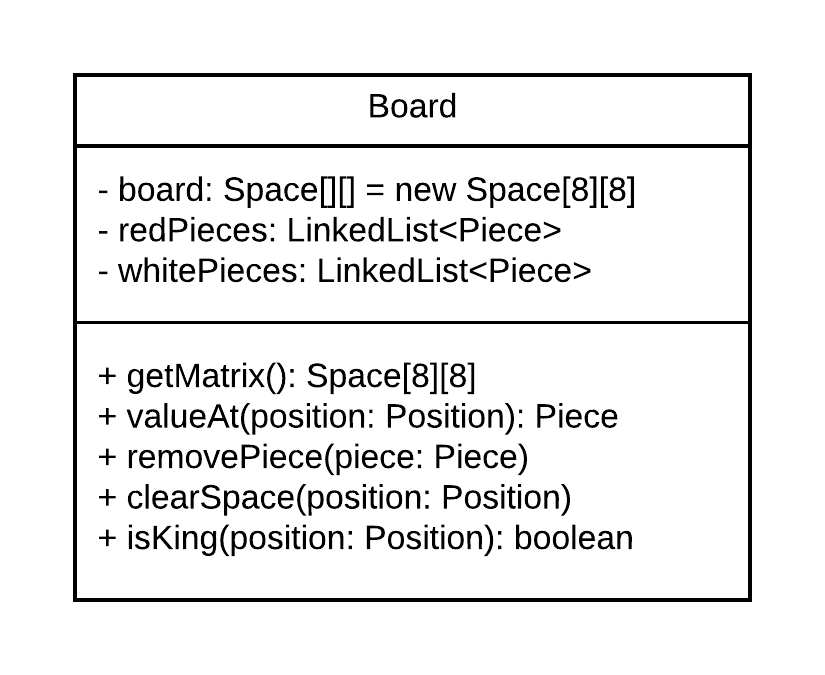 Board
- board: Space[][] = new Space[8][8]
- redPieces: LinkedList<Piece>
- whitePieces: LinkedList<Piece>
+ getMatrix(): Space[8][8]
+ valueAt(position: Position): Piece
+ removePiece(piece: Piece)
+ clearSpace(position: Position)
+ isKing(position: Position): boolean